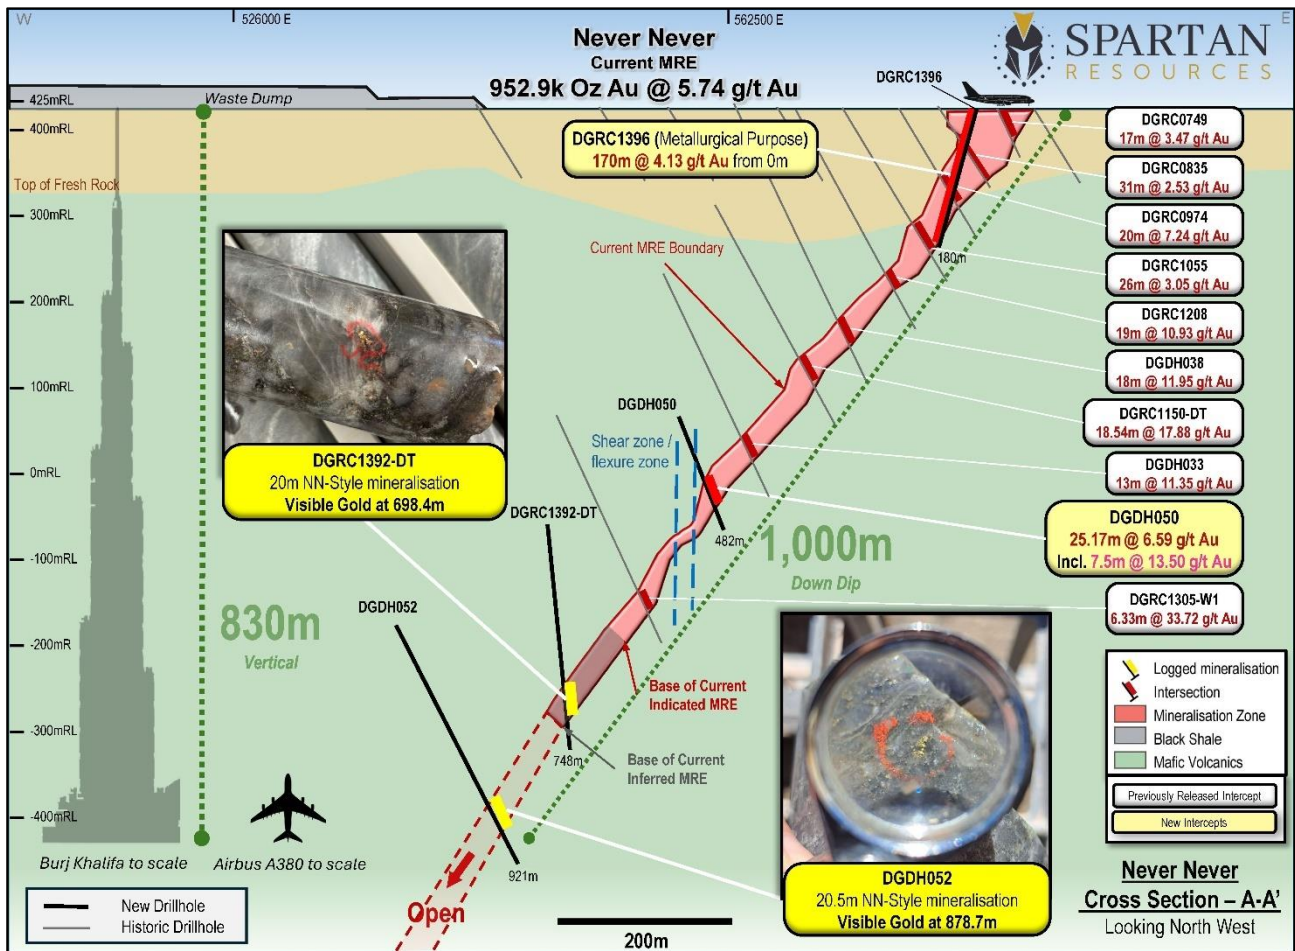 W
526000 E
562500 E
E
Never Never
Current MRE
952.9k Oz Au @ 5.74 g/t Au
SPARTAN
RESOURCES
DGRC1396
425mRL
Waste Dump
400mRL
DGRC1396 (Metallurgical Purpose)
170m @ 4.13 g/t Au from 0m
DGRC0749
17m @ 3.47 g/t Au
DGRC0835
31m @ 2.53 g/t Au
DGRC0974
20m @ 7.24 g/t Au
DGRC1055
26m @ 3.05 g/t Au
DGRC1208
19m @ 10.93 g/t Au
DGDH038
18m @ 11.95 g/t Au
DGRC1150-DT
18.54m @ 17.88 g/t Au
DGDH033
13m @ 11.35 g/t Au
DGDH050
25.17m @ 6.59 g/t Au
Incl. 7.5m @ 13.50 g/t Au
DGRC1305-W1
6.33m @ 33.72 g/t Au
Top of Fresh Rock
300mRL
200mRL
100mRL
0mRL
-100mRL
-200mRL
-300mRL
-400mRL
Current MRE Boundary
180m
DGDH050
Shear zone /
flexure zone
482m
DGRC1392-DT
20m NN-Style mineralisation
Visible Gold at 698.4m
DGRC1392-DT
1,000m
Down Dip
830m
Vertical
DGDH052
Base of Current
Indicated MRE
748m
Base of Current
Inferred MRE
921m
Open
Burj Khalifa to scale
Airbus A380 to scale
New Drillhole
Historic Drillhole
200m
DGDH052
20.5m NN-Style mineralisation
Visible Gold at 878.7m
Logged mineralisation
Intersection
Mineralisation Zone
Black Shale
Mafic Volcanics
Previously Released Intercept
New Intercepts
Never Never
Cross Section – A-A'
Looking North West